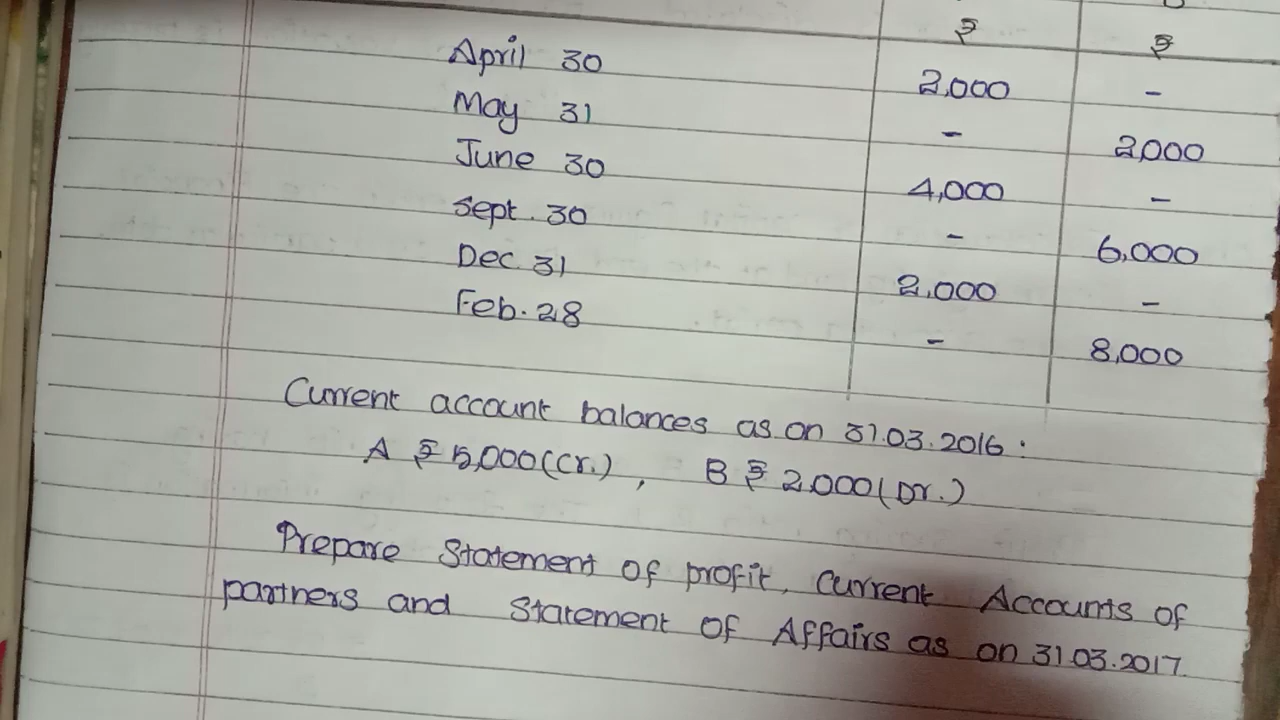 ₹ ₹
April 30 2,000 -
May 31 - 2,000
June 30 4,000 -
Sept. 30 - 6,000
Dec. 31 2,000 -
Feb. 28 - 8,000
Current account balances as on 31.03.2016 :
A ₹ 5,000 (Cr.) , B ₹ 2,000 (Dr.)
Prepare Statement of profit, Current Accounts of
partners and Statement of Affairs as on 31.03.2017.